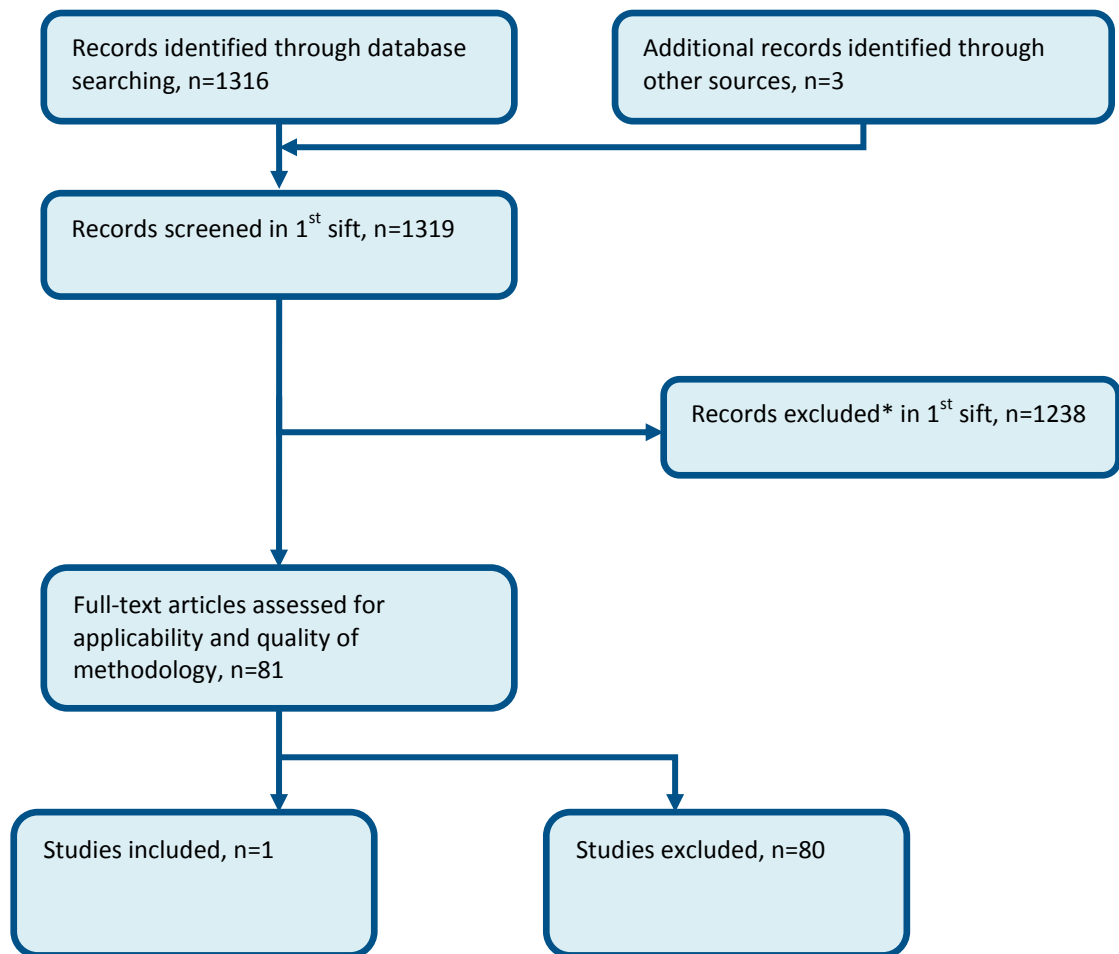 Records identified through database
searching, n=1316
Additional records identified through
other sources, n=3
Records screened in 1st sift, n=1319
Records excluded* in 1st sift, n=1238
Full-text articles assessed for
applicability and quality of
methodology, n=81
Studies included, n=1
Studies excluded, n=80